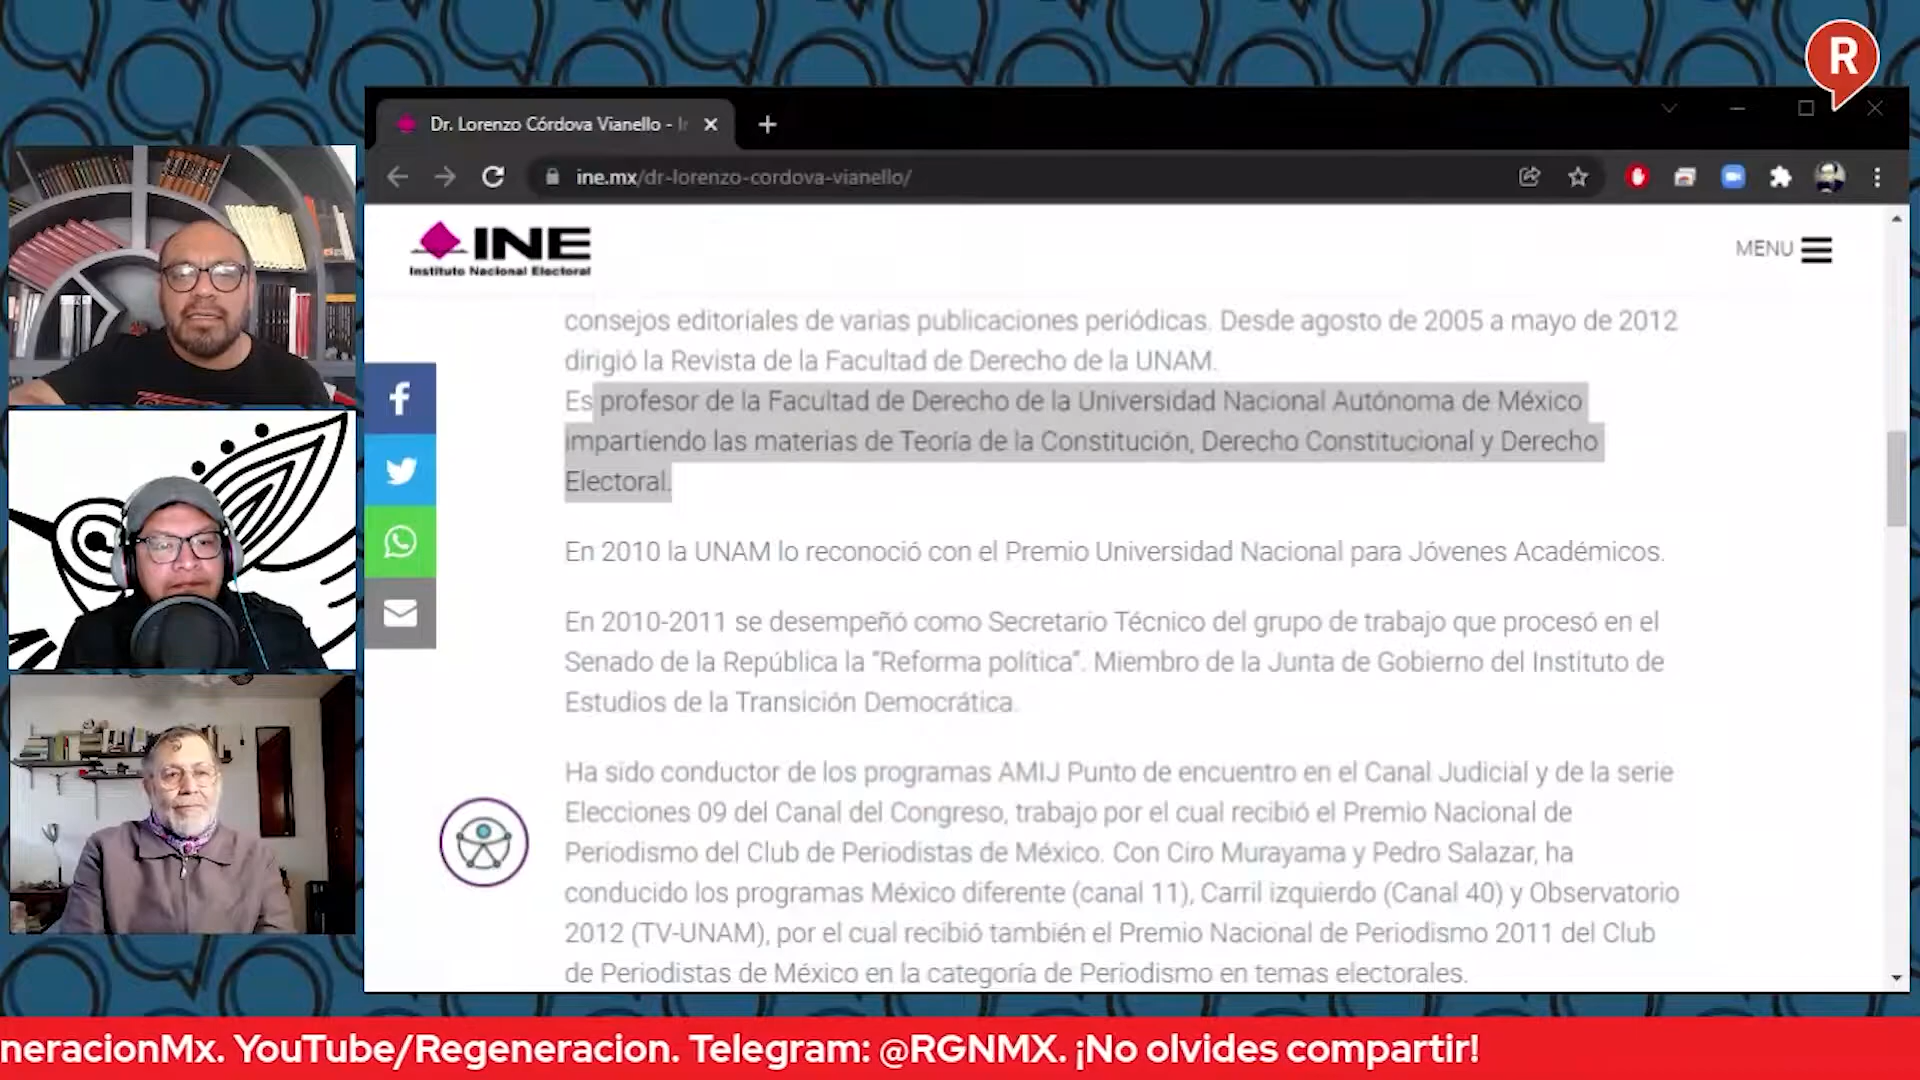 R
Dr. Lorenzo Córdova Vianello -
ine.mx/dr-lorenzo-cordova-vianello/
INE
Instituto Nacional Electoral
MENU
consejos editoriales de varias publicaciones periódicas. Desde agosto de 2005 a mayo de 2012
dirigió la Revista de la Facultad de Derecho de la UNAM.
Es profesor de la Facultad de Derecho de la Universidad Nacional Autónoma de México
impartiendo las materias de Teoría de la Constitución, Derecho Constitucional y Derecho
Electoral.
En 2010 la UNAM lo reconoció con el Premio Universidad Nacional para Jóvenes Académicos.
En 2010-2011 se desempeñó como Secretario Técnico del grupo de trabajo que procesó en el
Senado de la República la “Reforma política”. Miembro de la Junta de Gobierno del Instituto de
Estudios de la Transición Democrática.
Ha sido conductor de los programas AMIJ Punto de encuentro en el Canal Judicial y de la serie
Elecciones 09 del Canal del Congreso, trabajo por el cual recibió el Premio Nacional de
Periodismo del Club de Periodistas de México. Con Ciro Murayama y Pedro Salazar, ha
conducido los programas México diferente (canal 11), Carril izquierdo (Canal 40) y Observatorio
2012 (TV-UNAM), por el cual recibió también el Premio Nacional de Periodismo 2011 del Club
de Periodistas de México en la categoría de Periodismo en temas electorales.
neracionMx. YouTube/Regeneracion. Telegram: @RGNMX. ¡No olvides compartir!